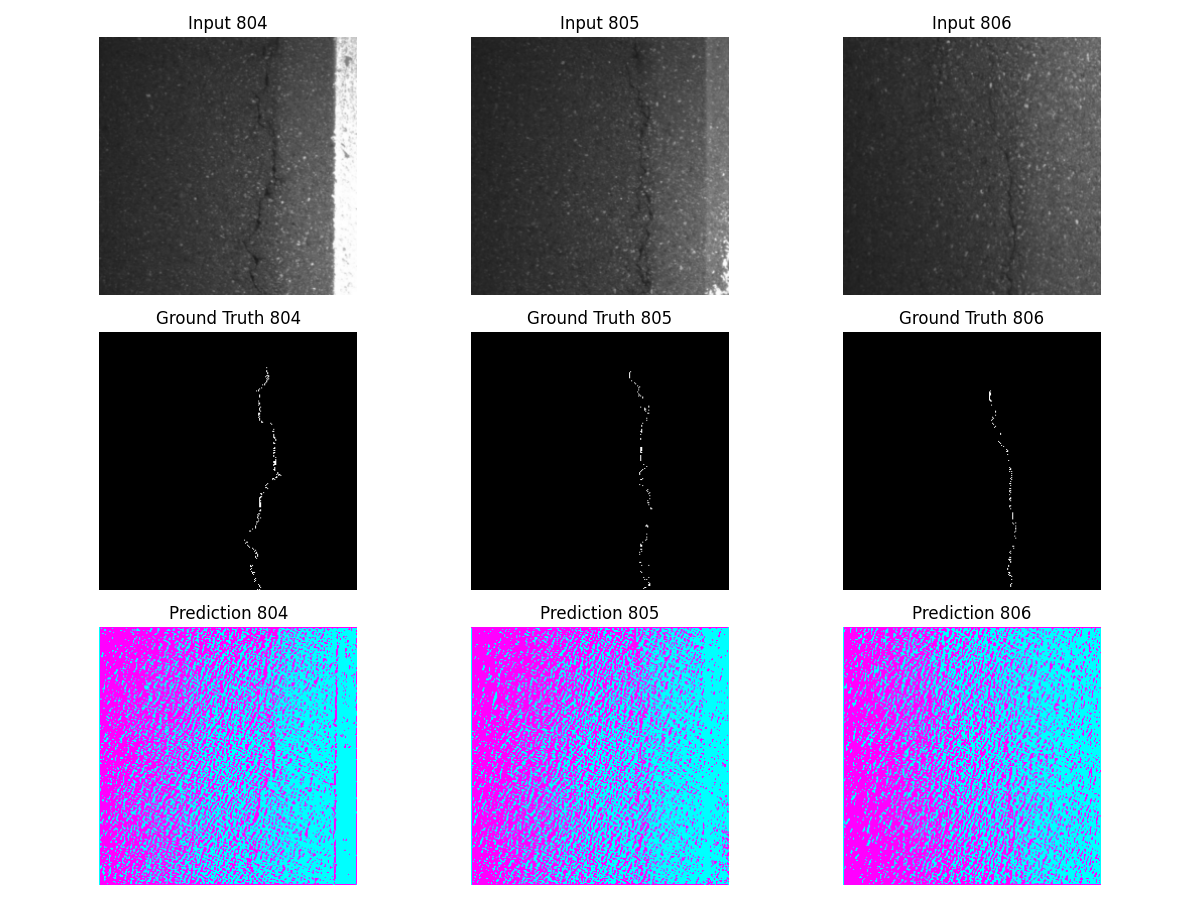 Input 804
Input 805
Input 806
Ground Truth 804
Ground Truth 805
Ground Truth 806
Prediction 804
Prediction 805
Prediction 806